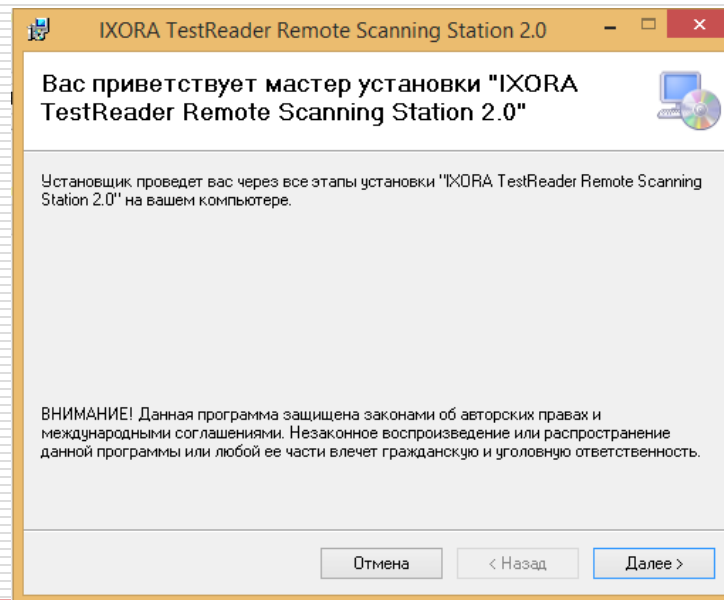 IXORA TestReader Remote Scanning Station 2.0
Вас приветствует мастер установки "IXORA
TestReader Remote Scanning Station 2.0"
Установщик проведет вас через все этапы установки "IXORA TestReader Remote Scanning
Station 2.0" на вашем компьютере.
ВНИМАНИЕ! Данная программа защищена законами об авторских правах и
международными соглашениями. Незаконное воспроизведение или распространение
данной программы или любой ее части влечет гражданскую и уголовную ответственность.
Отмена
< Назад
Далее >